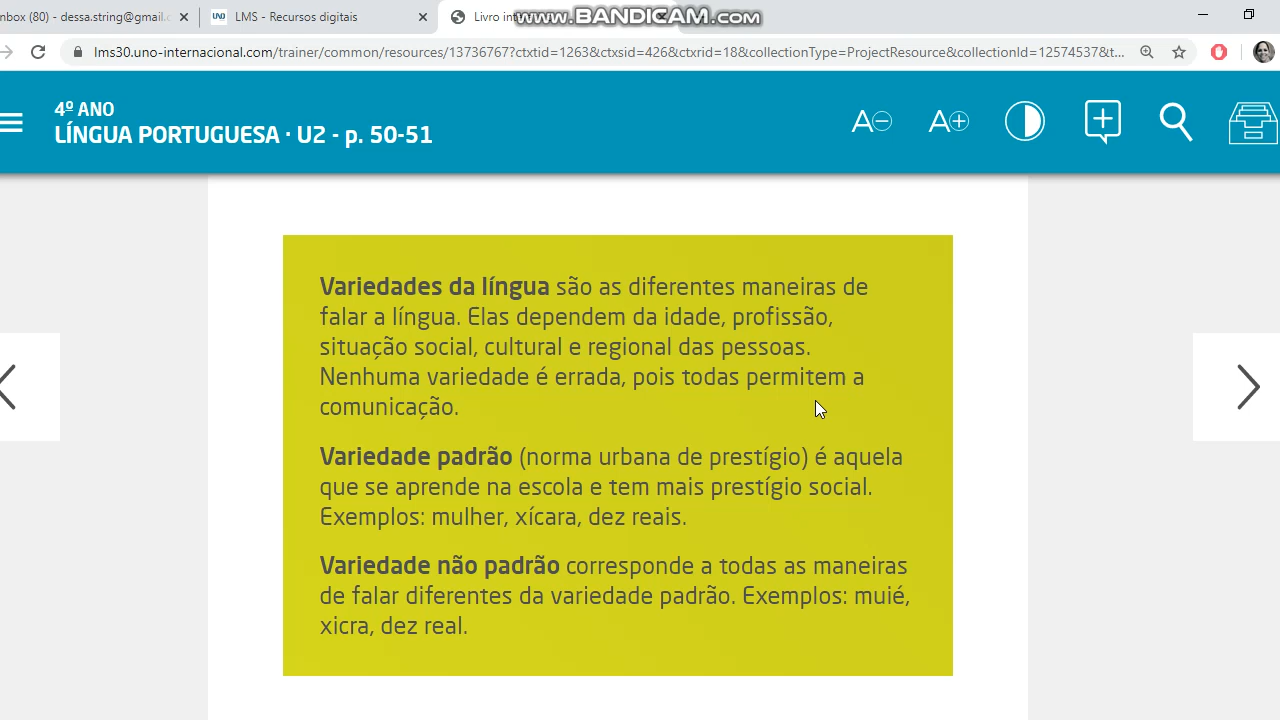 nbox (80) - dessa.string@gmail.c
UNO LMS - Recursos digitais
Livro inte
www.BANDICAM.com
lms30.uno-internacional.com/trainer/common/resources/13736767?ctxtid=1263&ctxsid=426&ctxrid=18&collectionType=ProjectResource&collectionId=12574537&t...
4º ANO
LÍNGUA PORTUGUESA · U2 - p. 50-51
A A
Variedades da língua são as diferentes maneiras de
falar a língua. Elas dependem da idade, profissão,
situação social, cultural e regional das pessoas.
Nenhuma variedade é errada, pois todas permitem a
comunicação.
Variedade padrão (norma urbana de prestígio) é aquela
que se aprende na escola e tem mais prestígio social.
Exemplos: mulher, xícara, dez reais.
Variedade não padrão corresponde a todas as maneiras
de falar diferentes da variedade padrão. Exemplos: muié,
xicra, dez real.